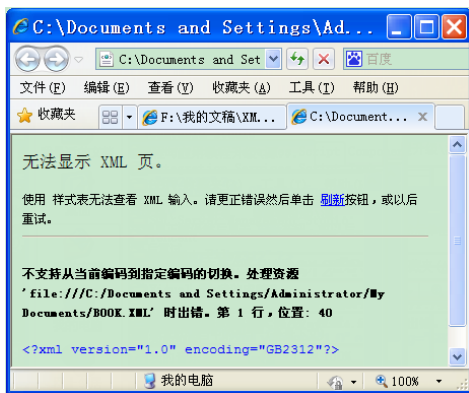 C:\Documents and Settings\Ad...
C:\Documents and Set
百度
文件(F) 编辑(E) 查看(V) 收藏夹(A) 工具(T) 帮助(H)
收藏夹 F:\我的文稿\XM... C:\Document... x
无法显示 XML 页。
使用 样式表无法查看 XML 输入。请更正错误然后单击 刷新按钮，或以后
重试。
不支持从当前编码到指定编码的切换。处理资源
'file:///C:/Documents and Settings/Administrator/My
Documents/BOOK.XML' 时出错。第 1 行，位置: 40
<?xml version="1.0" encoding="GB2312"?>
我的电脑 100%